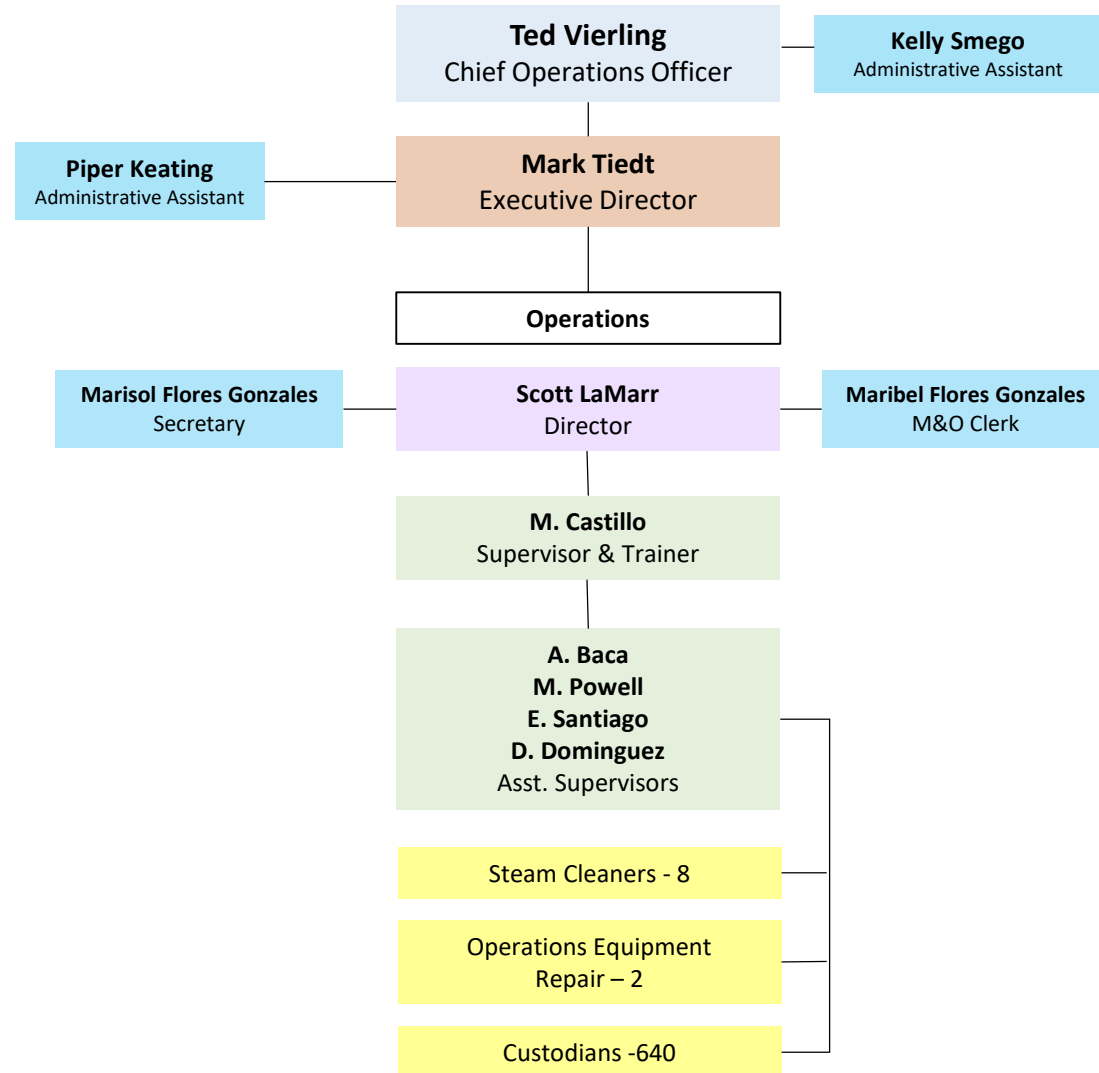 Ted Vierling
Chief Operations Officer
Kelly Smego
Administrative Assistant
Piper Keating
Administrative Assistant
Mark Tiedt
Executive Director
Operations
Marisol Flores Gonzales
Secretary
Scott LaMarr
Director
Maribel Flores Gonzales
M&O Clerk
M. Castillo
Supervisor & Trainer
A. Baca
M. Powell
E. Santiago
D. Dominguez
Asst. Supervisors
Steam Cleaners - 8
Operations Equipment
Repair – 2
Custodians -640